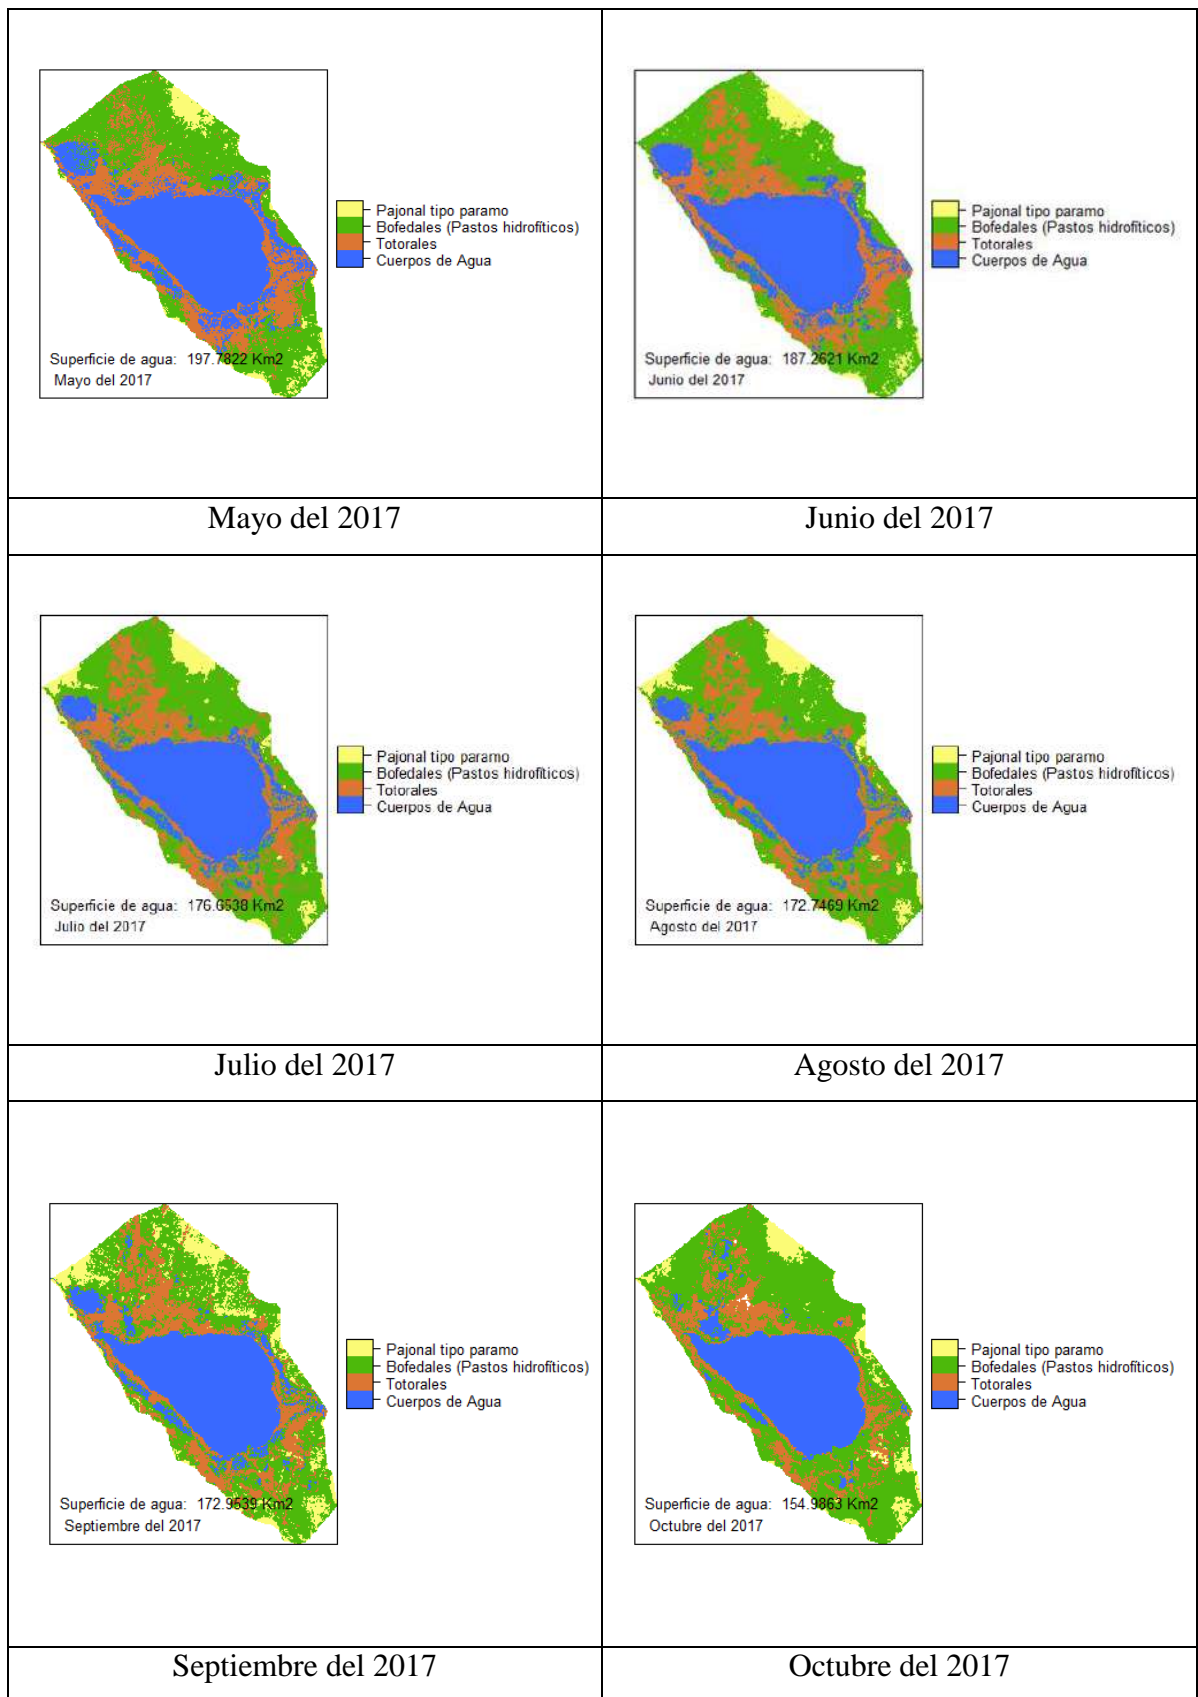 Pajonal tipo paramo
Bofedales (Pastos hidrofíticos)
Totorales
Cuerpos de Agua
Superficie de agua: 197.7822 Km2
Mayo del 2017
Pajonal tipo paramo
Bofedales (Pastos hidrofíticos)
Totorales
Cuerpos de Agua
Superficie de agua: 187.2621 Km2
Junio del 2017
Mayo del 2017
Junio del 2017
Pajonal tipo paramo
Bofedales (Pastos hidrofíticos)
Totorales
Cuerpos de Agua
Superficie de agua: 176.6538 Km2
Julio del 2017
Pajonal tipo paramo
Bofedales (Pastos hidrofíticos)
Totorales
Cuerpos de Agua
Superficie de agua: 172.7469 Km2
Agosto del 2017
Julio del 2017
Agosto del 2017
Pajonal tipo paramo
Bofedales (Pastos hidrofíticos)
Totorales
Cuerpos de Agua
Superficie de agua: 172.9539 Km2
Septiembre del 2017
Pajonal tipo paramo
Bofedales (Pastos hidrofíticos)
Totorales
Cuerpos de Agua
Superficie de agua: 154.9863 Km2
Octubre del 2017
Septiembre del 2017
Octubre del 2017